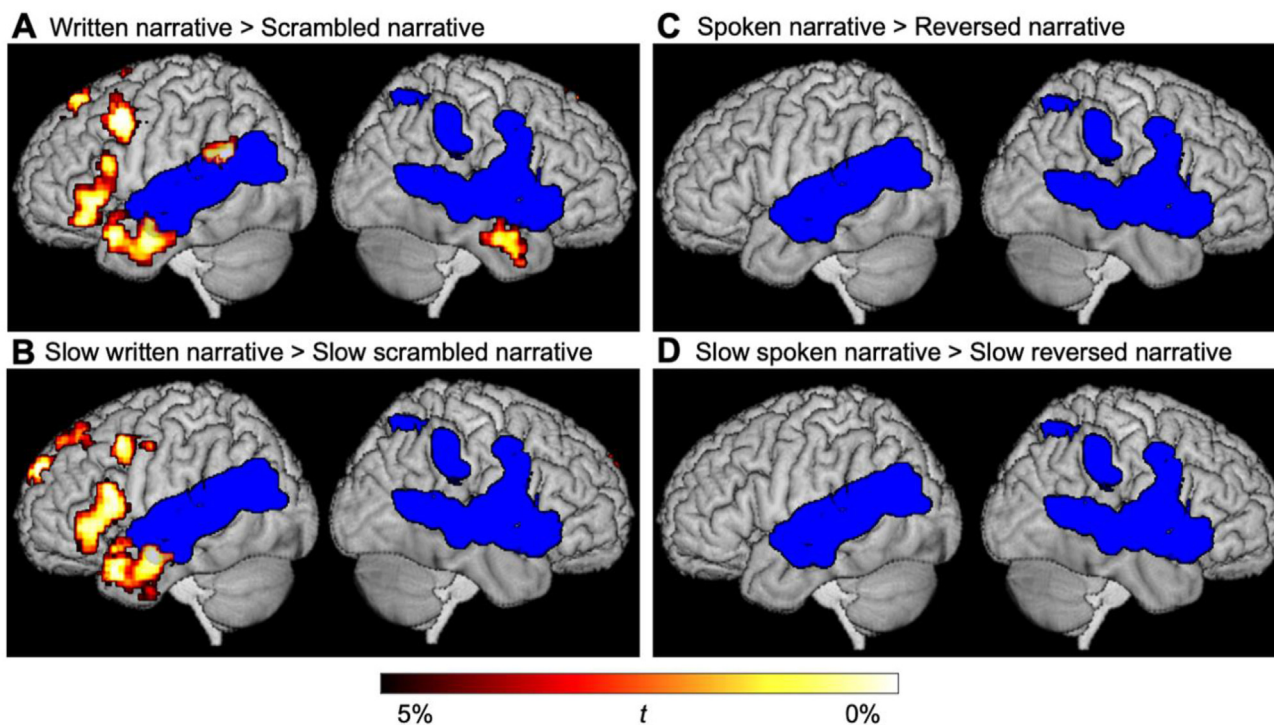 A Written narrative > Scrambled narrative
C Spoken narrative > Reversed narrative
B Slow written narrative > Slow scrambled narrative
D Slow spoken narrative > Slow reversed narrative
5% t 0%